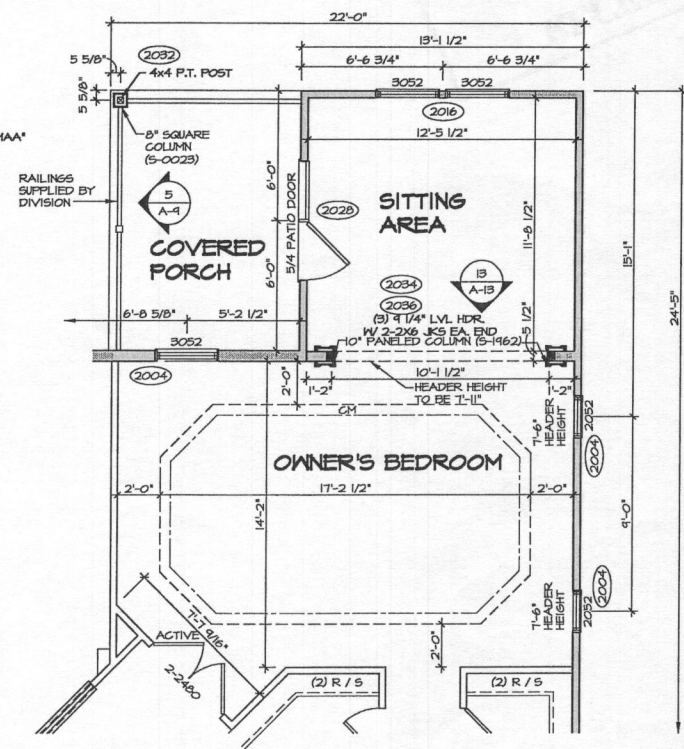 22'-0"
13'-1 1/2"
6'-6 3/4"
6'-6 3/4"
5 5/8"
2032
4x4 P.T. POST
3052
3052
5 5/8"
2016
12'-5 1/2"
8" SQUARE
COLUMN
(S-0023)
RAILINGS
SUPPLIED BY
DIVISION
5
A-9
6'-0"
2028
SITTING
AREA
COVERED
PORCH
5/4 PATIO DOOR
6'-0"
11'-8 1/2"
15'-1"
24'-5"
2034
13
A-13
2036
(3) 9 1/4" LVL HDR.
W/ 2-2X6 JKS EA. END
10" PANELED COLUMN (S-1962)
5 1/2"
6'-8 5/8"
5'-2 1/2"
3052
2004
2'-0"
10'-1 1/2"
1'-2"
1'-2"
HEADER HEIGHT
TO BE 7'-11"
CM
7'-6"
HEADER
HEIGHT
2052
2004
OWNER'S BEDROOM
2'-0"
17'-2 1/2"
2'-0"
14'-2"
9'-0"
7'-6"
HEADER
HEIGHT
2052
2004
7'-7 9/16"
ACTIVE
2-2480
2'-0"
(2) R / S
(2) R / S